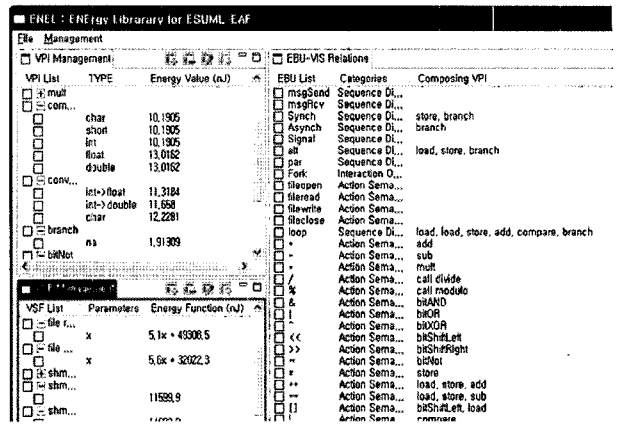 ENEL : ENErgy Librarary for ESUML-EAF
File Management
VPI Management
VPI List TYPE Energy Value (nJ)
mult
com...
char 10,1905
short 10,1905
int 10,1905
float 13,0162
double 13,0162
conv...
int->float 11,3184
int->double 11,658
char 12,2281
branch
na 1,91309
bitNot
VSF List Parameters Energy Function (nJ)
file r...
x 5,1x + 49308,5
file ...
x 5,6x + 32022,3
shm...
shm...
11599,9
shm...
EBU-VIS Relations
EBU List Categories Composing VPI
msgSend Sequence Di...
msgRcv Sequence Di...
Synch Sequence Di... store, branch
Asynch Sequence Di... branch
Signal Sequence Di...
alt Sequence Di... load, store, branch
par Sequence Di...
Fork Interaction O...
fileopen Action Sema...
fileread Action Sema...
filewrite Action Sema...
fileclose Action Sema...
loop Sequence Di... load, load, store, add, compare, branch
+ Action Sema... add
- Action Sema... sub
* Action Sema... mult
/ Action Sema... call divide
% Action Sema... call modulo
& Action Sema... bitAND
| Action Sema... bitOR
^ Action Sema... bitXOR
<< Action Sema... bitShiftLeft
>> Action Sema... bitShiftRight
~ Action Sema... bitNot
= Action Sema... store
++ Action Sema... load, store, add
-- Action Sema... load, store, sub
[] Action Sema... bitShiftLeft, load
Action Sema... compare